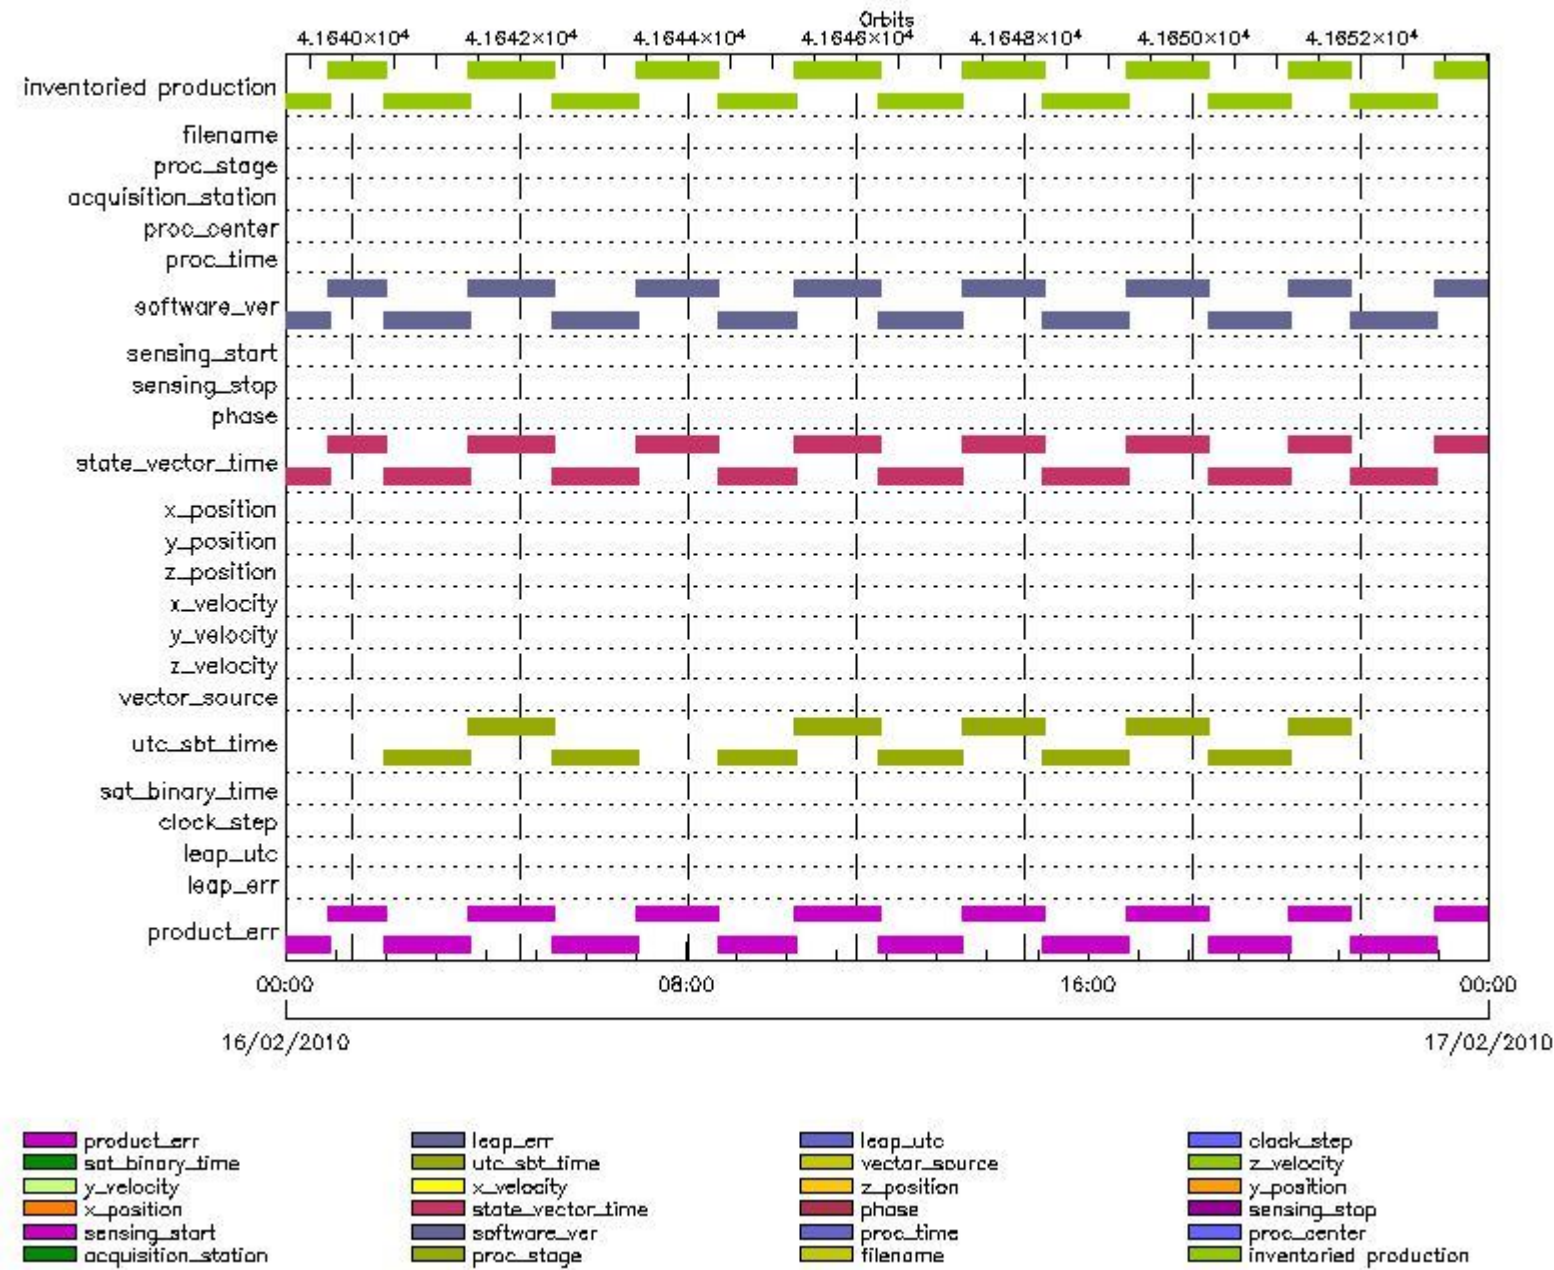 Orbits
4.1640×10⁴ 4.1642×10⁴ 4.1644×10⁴ 4.1646×10⁴ 4.1648×10⁴ 4.1650×10⁴ 4.1652×10⁴
inventoried production
filename
proc_stage
acquisition_station
proc_center
proc_time
software_ver
sensing_start
sensing_stop
phase
state_vector_time
x_position
y_position
z_position
x_velocity
y_velocity
z_velocity
vector_source
utc_sbt_time
sat_binary_time
clock_step
leap_utc
leap_err
product_err
00:00 08:00 16:00 00:00
16/02/2010 17/02/2010
product_err leap_err leap_utc clock_step
sat_binary_time utc_sbt_time vector_source z_velocity
y_velocity x_velocity z_position y_position
x_position state_vector_time phase sensing_stop
sensing_start software_ver proc_time proc_center
acquisition_station proc_stage filename inventoried production